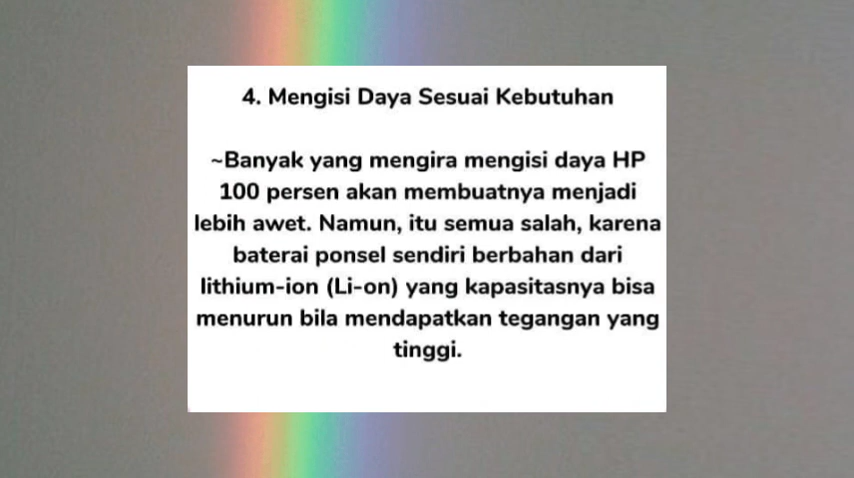 4. Mengisi Daya Sesuai Kebutuhan
~Banyak yang mengira mengisi daya HP
100 persen akan membuatnya menjadi
lebih awet. Namun, itu semua salah, karena
baterai ponsel sendiri berbahan dari
lithium-ion (Li-on) yang kapasitasnya bisa
menurun bila mendapatkan tegangan yang
tinggi.